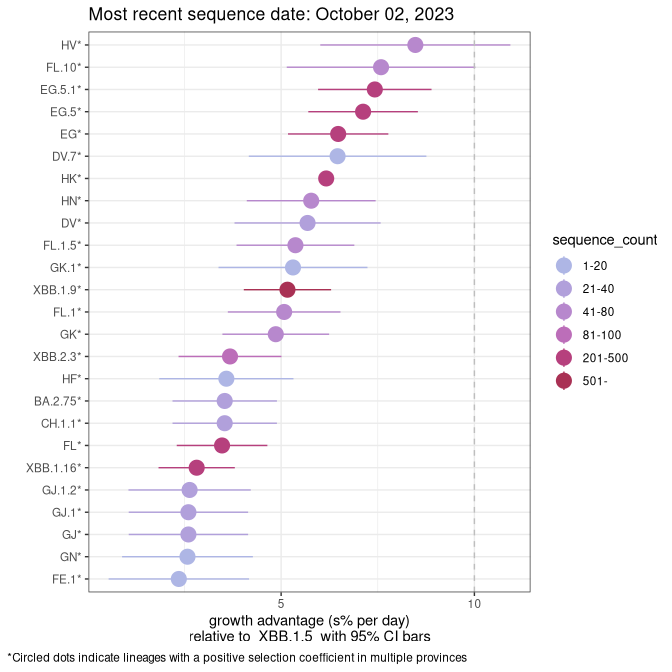 Most recent sequence date: October 02, 2023
HV*
FL.10*
EG.5.1*
EG.5*
EG*
DV.7*
HK*
HN*
DV*
FL.1.5*
GK.1*
XBB.1.9*
FL.1*
GK*
XBB.2.3*
HF*
BA.2.75*
CH.1.1*
FL*
XBB.1.16*
GJ.1.2*
GJ.1*
GJ*
GN*
FE.1*
5 10
growth advantage (s% per day)
relative to XBB.1.5 with 95% CI bars
sequence_count
1-20
21-40
41-80
81-100
201-500
501-
*Circled dots indicate lineages with a positive selection coefficient in multiple provinces